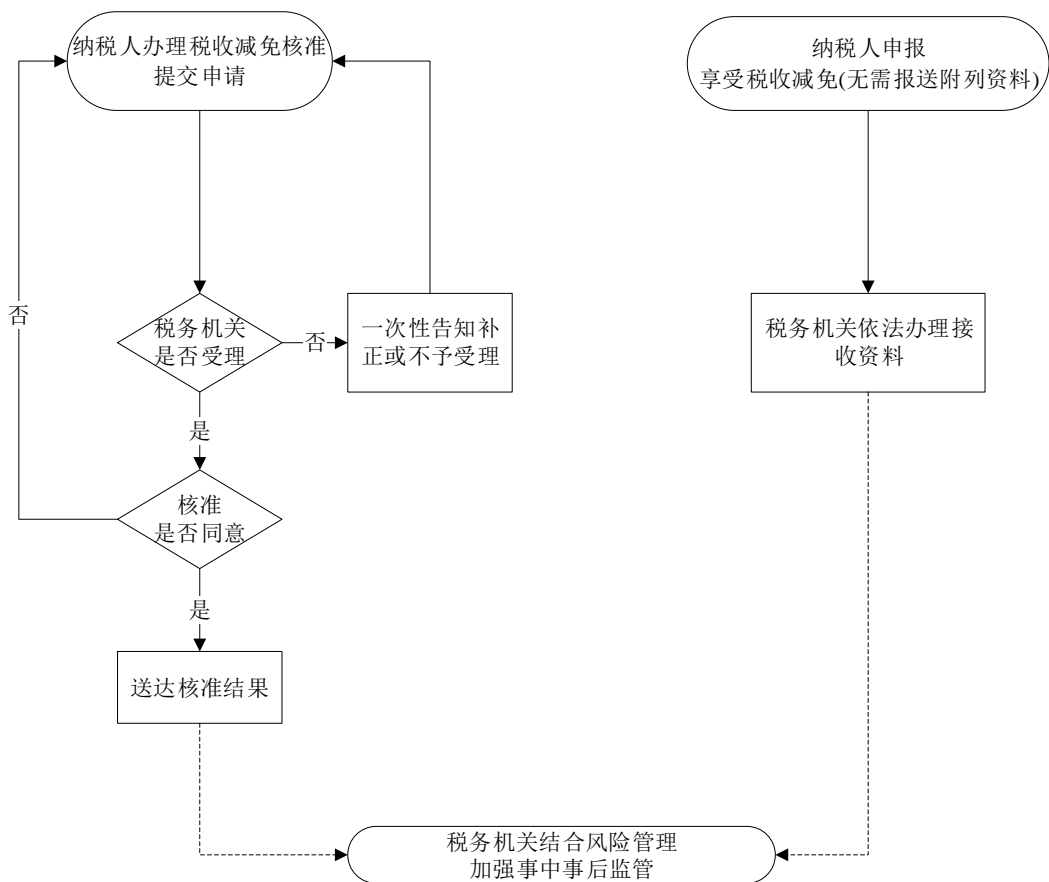 纳税人办理税收减免核准
提交申请
纳税人申报
享受税收减免(无需报送附列资料)
否
税务机关
是否受理
否
一次性告知补
正或不予受理
税务机关依法办理接
收资料
是
核准
是否同意
是
送达核准结果
税务机关结合风险管理
加强事中事后监管